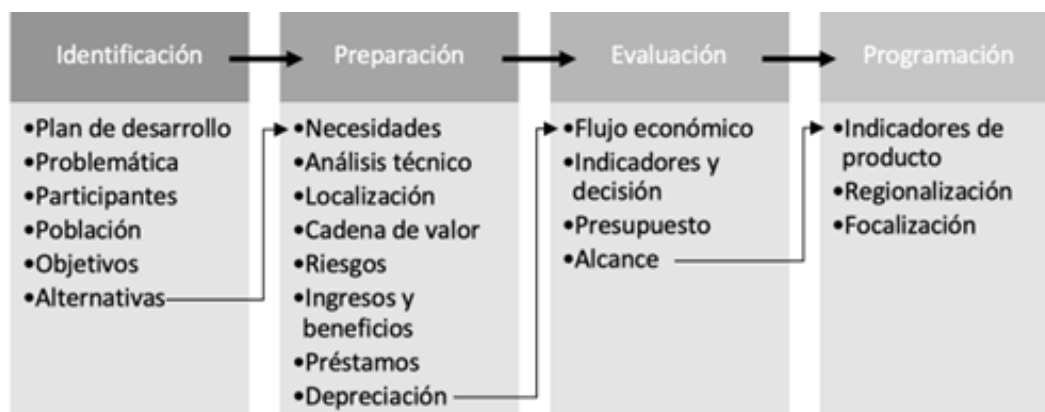 Identificación
•Plan de desarrollo
•Problemática
•Participantes
•Población
•Objetivos
•Alternativas
Preparación
•Necesidades
•Análisis técnico
•Localización
•Cadena de valor
•Riesgos
•Ingresos y
beneficios
•Préstamos
•Depreciación
Evaluación
•Flujo económico
•Indicadores y
decisión
•Presupuesto
•Alcance
Programación
•Indicadores de
producto
•Regionalización
•Focalización